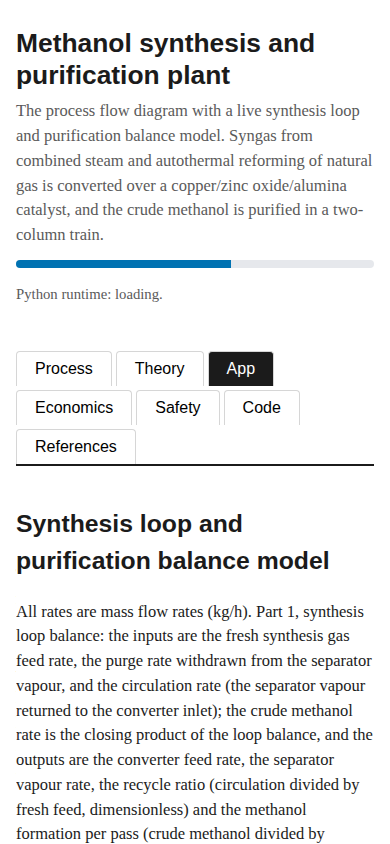 Methanol synthesis and
purification plant
The process flow diagram with a live synthesis loop
and purification balance model. Syngas from
combined steam and autothermal reforming of natural
gas is converted over a copper/zinc oxide/alumina
catalyst, and the crude methanol is purified in a two-
column train.
Python runtime: loading.
Process
Theory
App
Economics
Safety
Code
References
Synthesis loop and
purification balance model
All rates are mass flow rates (kg/h). Part 1, synthesis
loop balance: the inputs are the fresh synthesis gas
feed rate, the purge rate withdrawn from the separator
vapour, and the circulation rate (the separator vapour
returned to the converter inlet); the crude methanol
rate is the closing product of the loop balance, and the
outputs are the converter feed rate, the separator
vapour rate, the recycle ratio (circulation divided by
fresh feed, dimensionless) and the methanol
formation per pass (crude methanol divided by